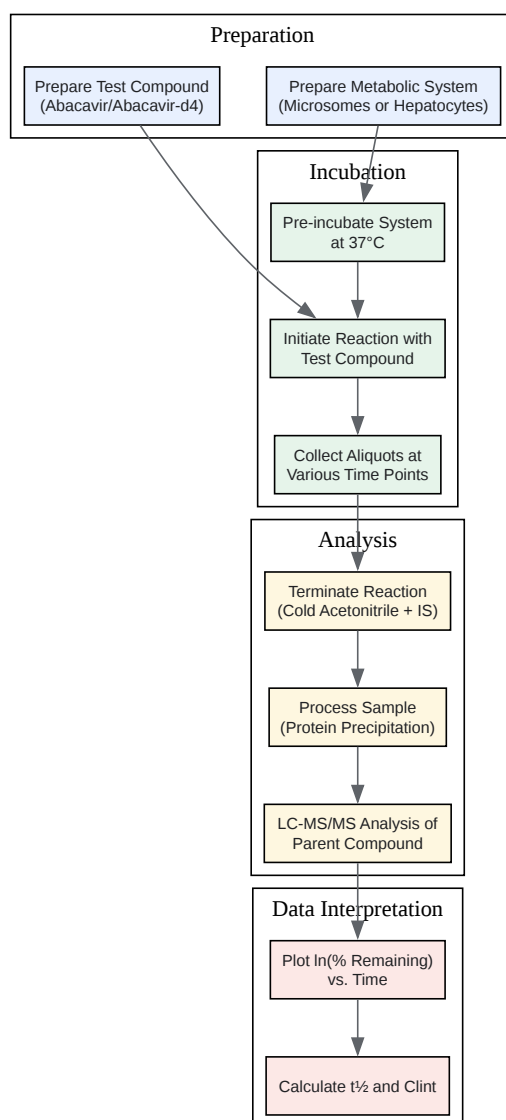 Preparation
Prepare Test Compound
(Abacavir/Abacavir-d4)
Prepare Metabolic System
(Microsomes or Hepatocytes)
Incubation
Pre-incubate System
at 37°C
Initiate Reaction with
Test Compound
Collect Aliquots at
Various Time Points
Analysis
Terminate Reaction
(Cold Acetonitrile + IS)
Process Sample
(Protein Precipitation)
LC-MS/MS Analysis of
Parent Compound
Data Interpretation
Plot ln(% Remaining)
vs. Time
Calculate t½ and Clint